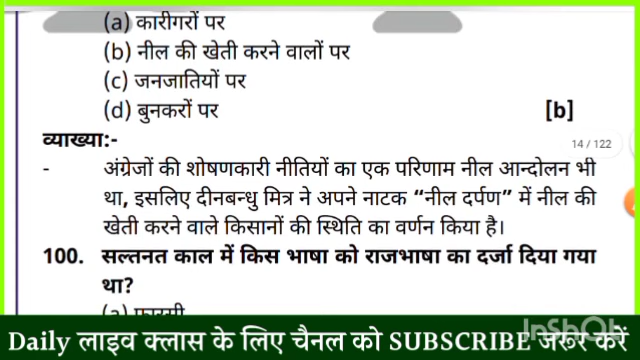 (a) कारीगरों पर
(b) नील की खेती करने वालों पर
(c) जनजातियों पर
(d) बुनकरों पर [b]
व्याख्या:-
14 / 122
- अंग्रेजों की शोषणकारी नीतियों का एक परिणाम नील आन्दोलन भी
था, इसलिए दीनबन्धु मित्र ने अपने नाटक “नील दर्पण” में नील की
खेती करने वाले किसानों की स्थिति का वर्णन किया है।
100. सल्तनत काल में किस भाषा को राजभाषा का दर्जा दिया गया
था?
(a) फारसी
InShOt
Daily लाइव क्लास के लिए चैनल को SUBSCRIBE जरूर करें